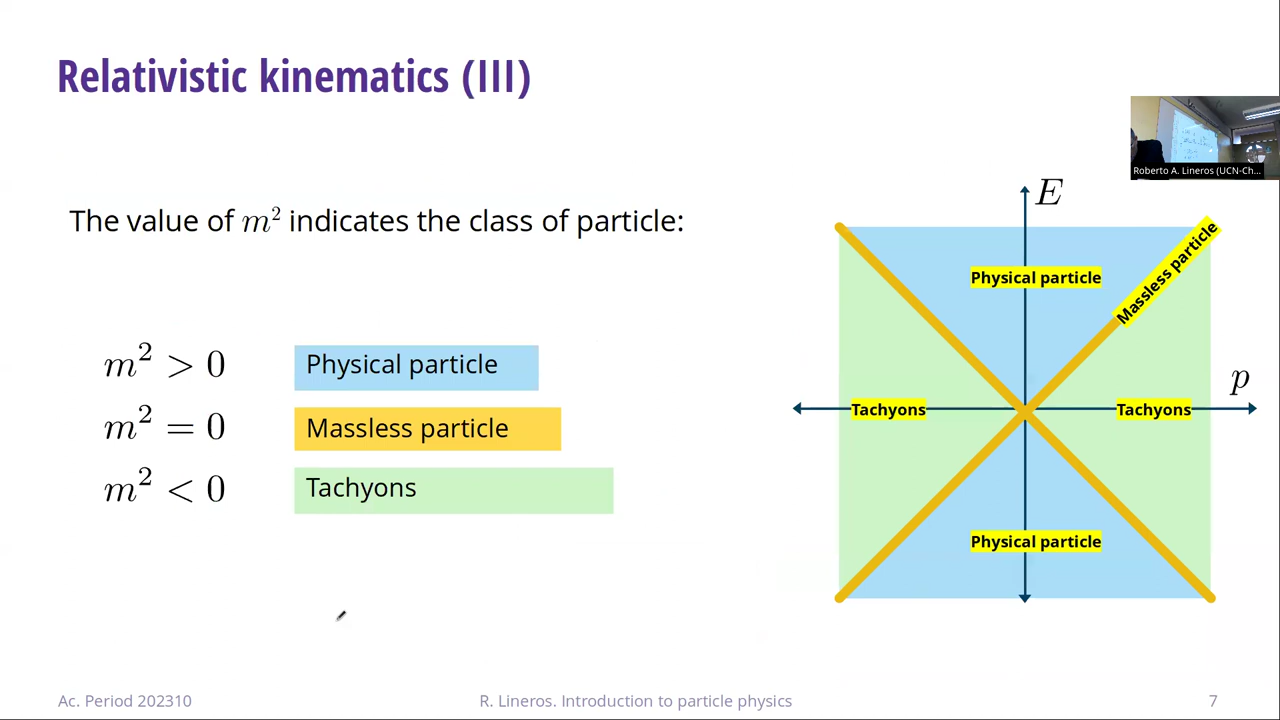 Relativistic kinematics (III)
Roberto A. Lineros (UCN-Ch...
The value of m² indicates the class of particle:
m² > 0 Physical particle
m² = 0 Massless particle
m² < 0 Tachyons
E
p
Physical particle
Massless particle
Tachyons
Tachyons
Physical particle
Ac. Period 202310
R. Lineros. Introduction to particle physics
7